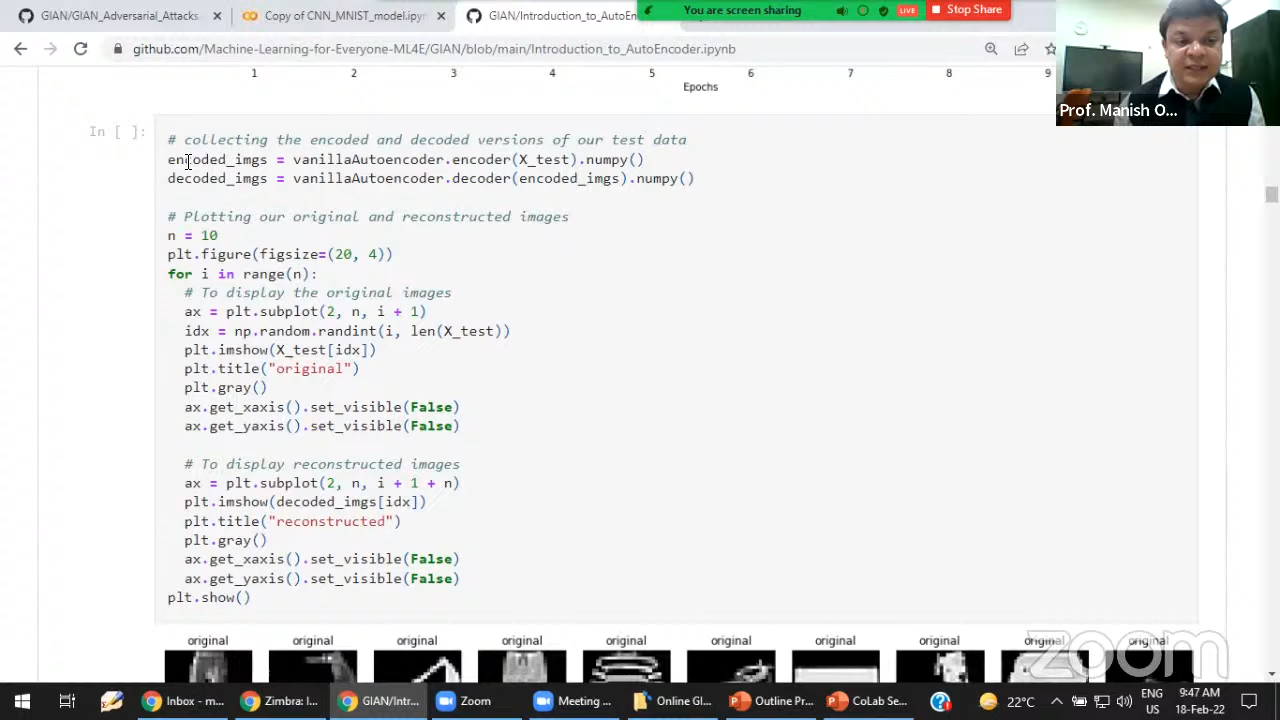 GIAN/GIAN_Adversarial_Attacks
Copy of CNN_MNIST_model.ipyn
GIAN/Introduction_to_AutoEn
You are screen sharing
LIVE
Stop Share
github.com/Machine-Learning-for-Everyone-ML4E/GIAN/blob/main/Introduction_to_AutoEncoder.ipynb
Prof. Manish O...
1 2 3 4 5 6 7 8 9
Epochs
In [ ]:
# collecting the encoded and decoded versions of our test data
encoded_imgs = vanillaAutoencoder.encoder(X_test).numpy()
decoded_imgs = vanillaAutoencoder.decoder(encoded_imgs).numpy()
# Plotting our original and reconstructed images
n = 10
plt.figure(figsize=(20, 4))
for i in range(n):
# To display the original images
ax = plt.subplot(2, n, i + 1)
idx = np.random.randint(i, len(X_test))
plt.imshow(X_test[idx])
plt.title("original")
plt.gray()
ax.get_xaxis().set_visible(False)
ax.get_yaxis().set_visible(False)
# To display reconstructed images
ax = plt.subplot(2, n, i + 1 + n)
plt.imshow(decoded_imgs[idx])
plt.title("reconstructed")
plt.gray()
ax.get_xaxis().set_visible(False)
ax.get_yaxis().set_visible(False)
plt.show()
original original original original original original original original original original
zoom
Inbox - m...
Zimbra: I...
GIAN/Intr...
Zoom
Meeting ...
Online Gl...
Outline Pr...
CoLab Se...
22°C
ENG
US
9:47 AM
18-Feb-22